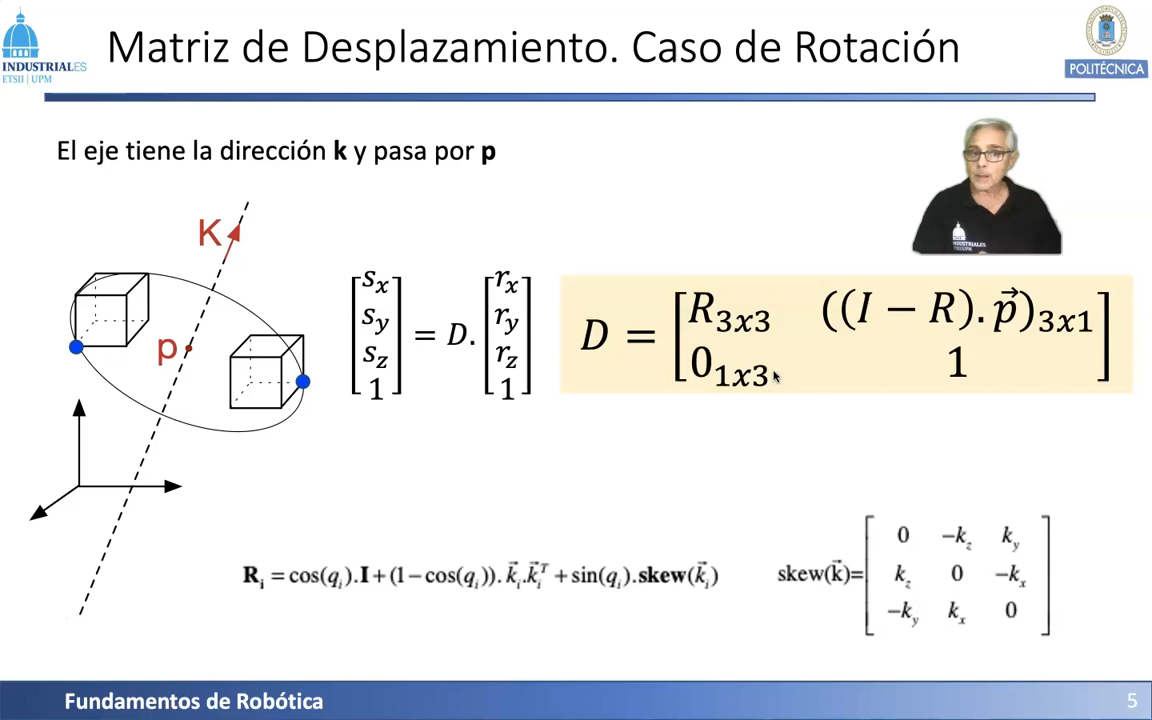 Matriz de Desplazamiento. Caso de Rotación
INDUSTRIALES
ETSII | UPM
POLITÉCNICA
El eje tiene la dirección k y pasa por p
K
p
[s_x s_y s_z 1] = D. [r_x r_y r_z 1]
D = [R_3x3 ((I − R). p⃗)_3x1
0_1x3 1]
R_i = cos(q_i).I + (1 − cos(q_i)). k⃗_i.k⃗_i^T + sin(q_i).skew(k⃗_i)
skew(k⃗)=
0 −k_z k_y
k_z 0 −k_x
−k_y k_x 0
Fundamentos de Robótica
5